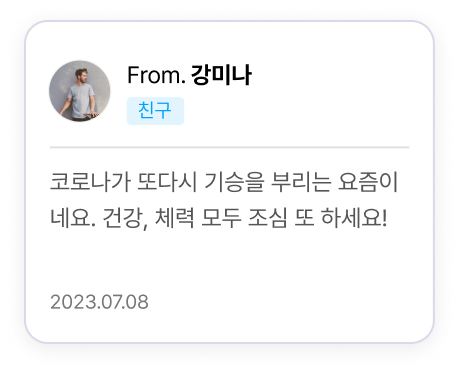 From. 강미나
친구
코로나가 또다시 기승을 부리는 요즘이
네요. 건강, 체력 모두 조심 또 하세요!
2023.07.08